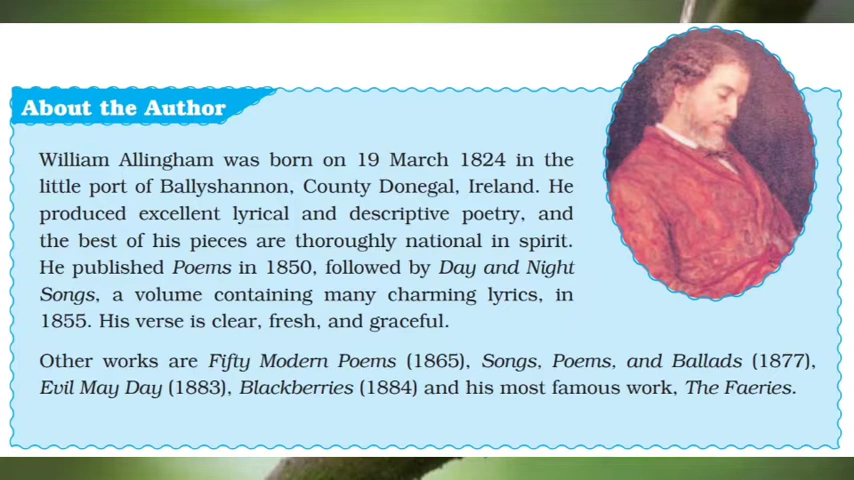 About the Author
William Allingham was born on 19 March 1824 in the
little port of Ballyshannon, County Donegal, Ireland. He
produced excellent lyrical and descriptive poetry, and
the best of his pieces are thoroughly national in spirit.
He published Poems in 1850, followed by Day and Night
Songs, a volume containing many charming lyrics, in
1855. His verse is clear, fresh, and graceful.
Other works are Fifty Modern Poems (1865), Songs, Poems, and Ballads (1877),
Evil May Day (1883), Blackberries (1884) and his most famous work, The Faeries.